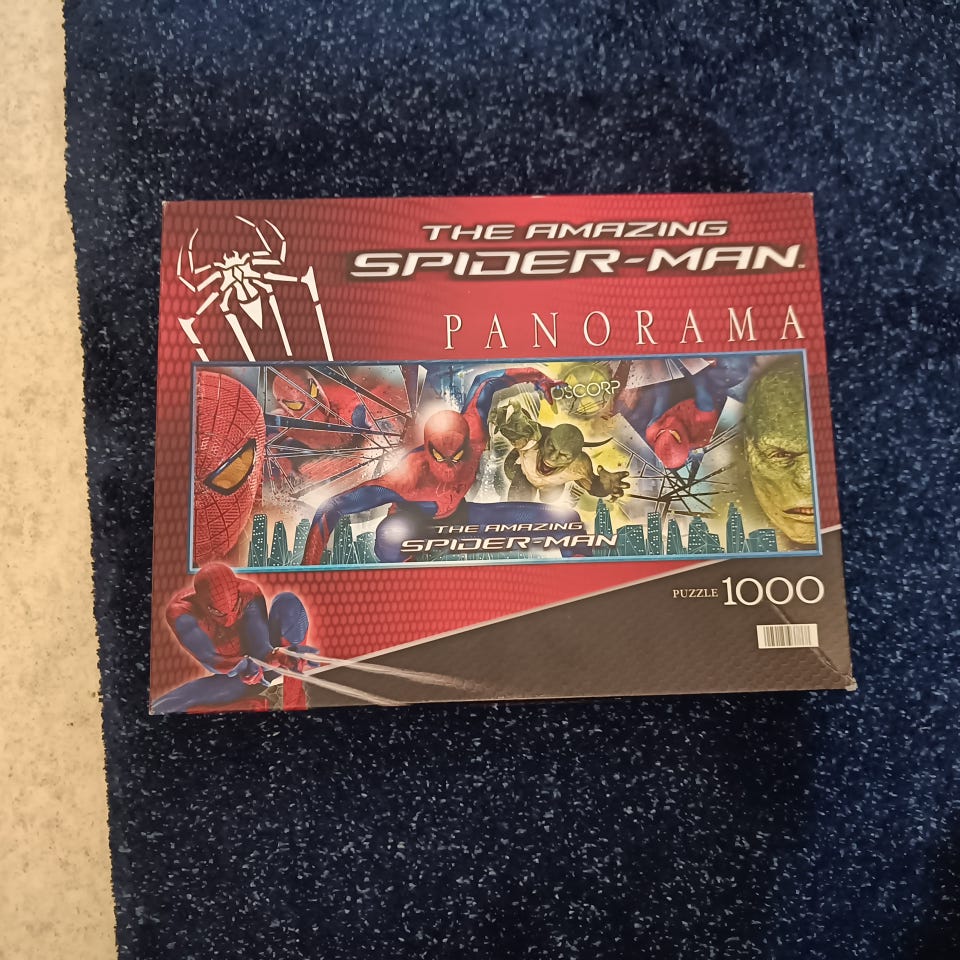 THE AMAZING
SPIDER-MAN
PANORAMA
OSCORP
THE AMAZING
SPIDER-MAN
PUZZLE 1000